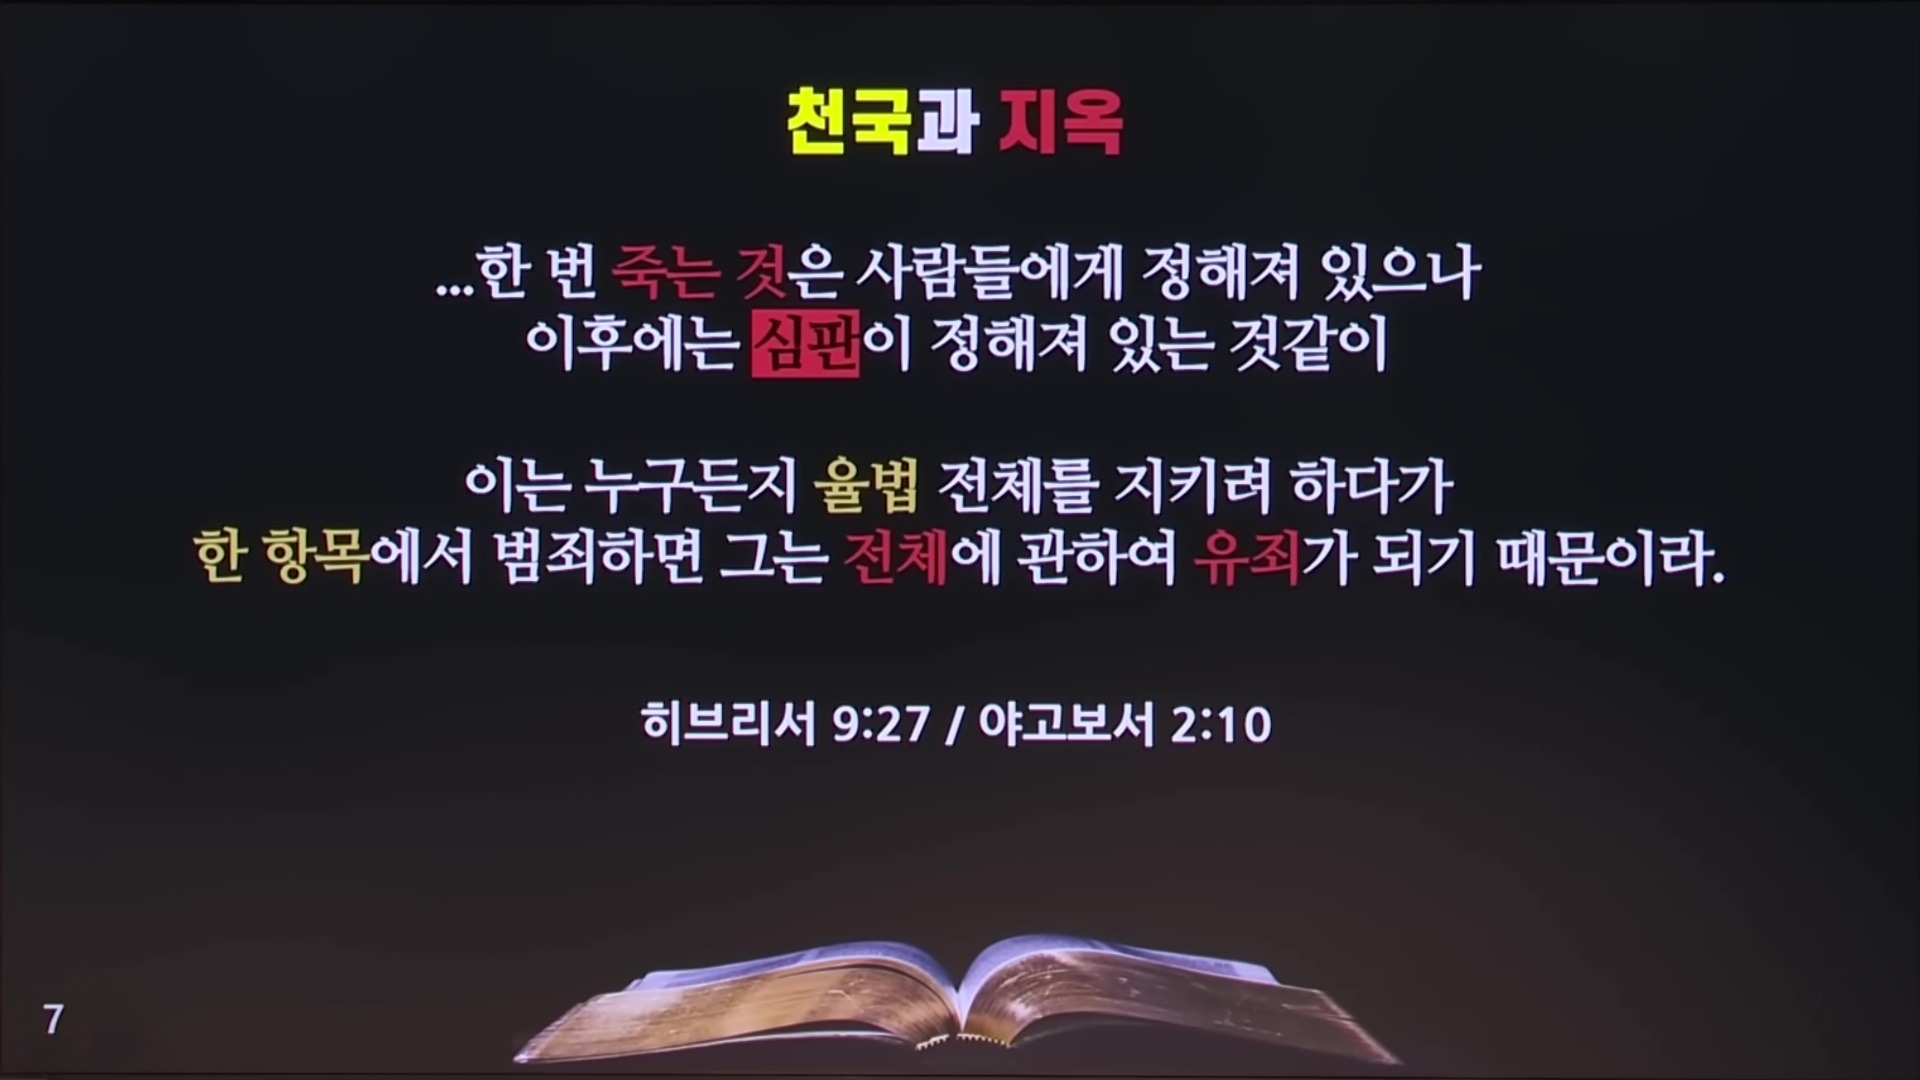 천국과 지옥
...한 번 죽는 것은 사람들에게 정해져 있으나
이후에는 심판이 정해져 있는 것같이
이는 누구든지 율법 전체를 지키려 하다가
한 항목에서 범죄하면 그는 전체에 관하여 유죄가 되기 때문이라.
히브리서 9:27 / 야고보서 2:10
7